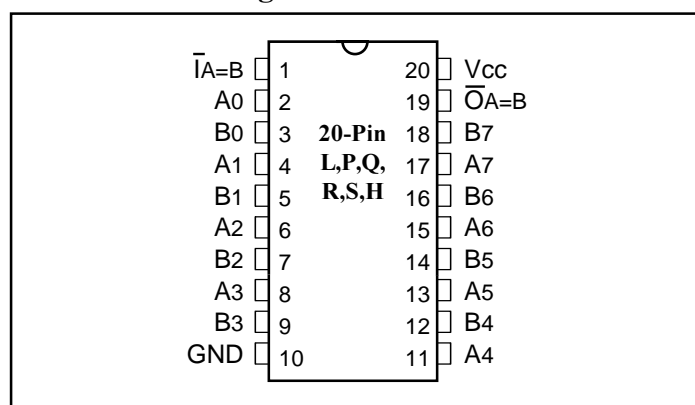 I̅A=B 1 20 Vcc
A0 2 19 O̅A=B
B0 3 20-Pin 18 B7
A1 4 L,P,Q, 17 A7
B1 5 R,S,H 16 B6
A2 6 15 A6
B2 7 14 B5
A3 8 13 A5
B3 9 12 B4
GND 10 11 A4